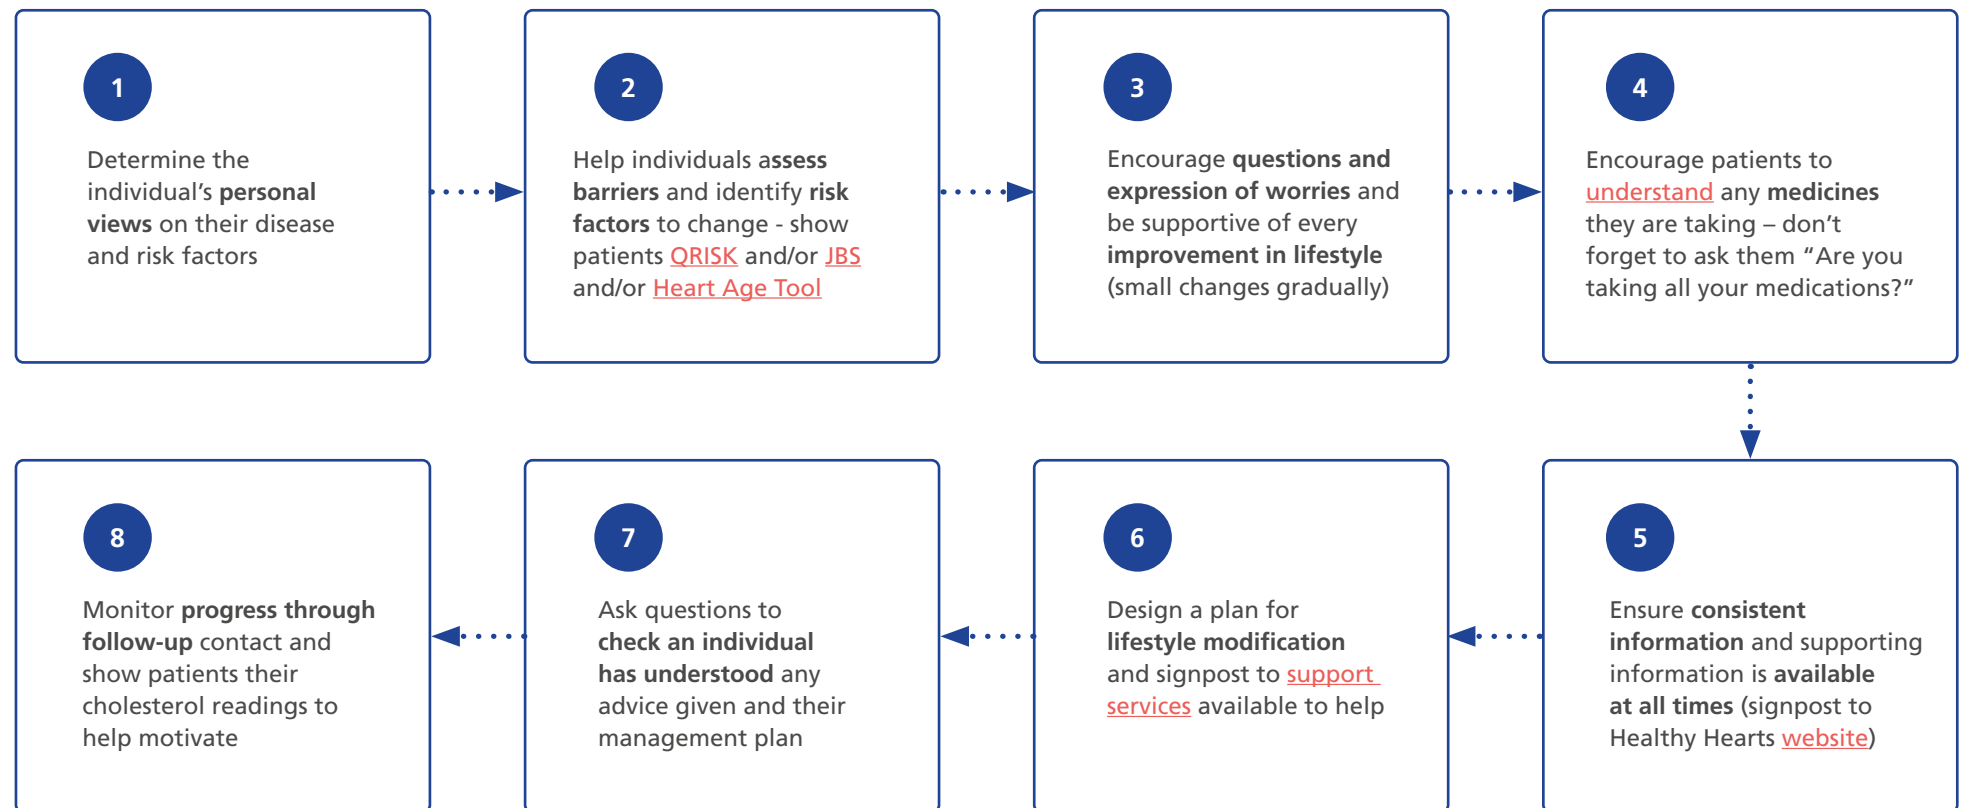 1
Determine the
individual's personal
views on their disease
and risk factors
2
Help individuals assess
barriers and identify risk
factors to change - show
patients QRISK and/or JBS
and/or Heart Age Tool
3
Encourage questions and
expression of worries and
be supportive of every
improvement in lifestyle
(small changes gradually)
4
Encourage patients to
understand any medicines
they are taking – don't
forget to ask them “Are you
taking all your medications?”
5
Ensure consistent
information and supporting
information is available
at all times (signpost to
Healthy Hearts website)
6
Design a plan for
lifestyle modification
and signpost to support
services available to help
7
Ask questions to
check an individual
has understood any
advice given and their
management plan
8
Monitor progress through
follow-up contact and
show patients their
cholesterol readings to
help motivate